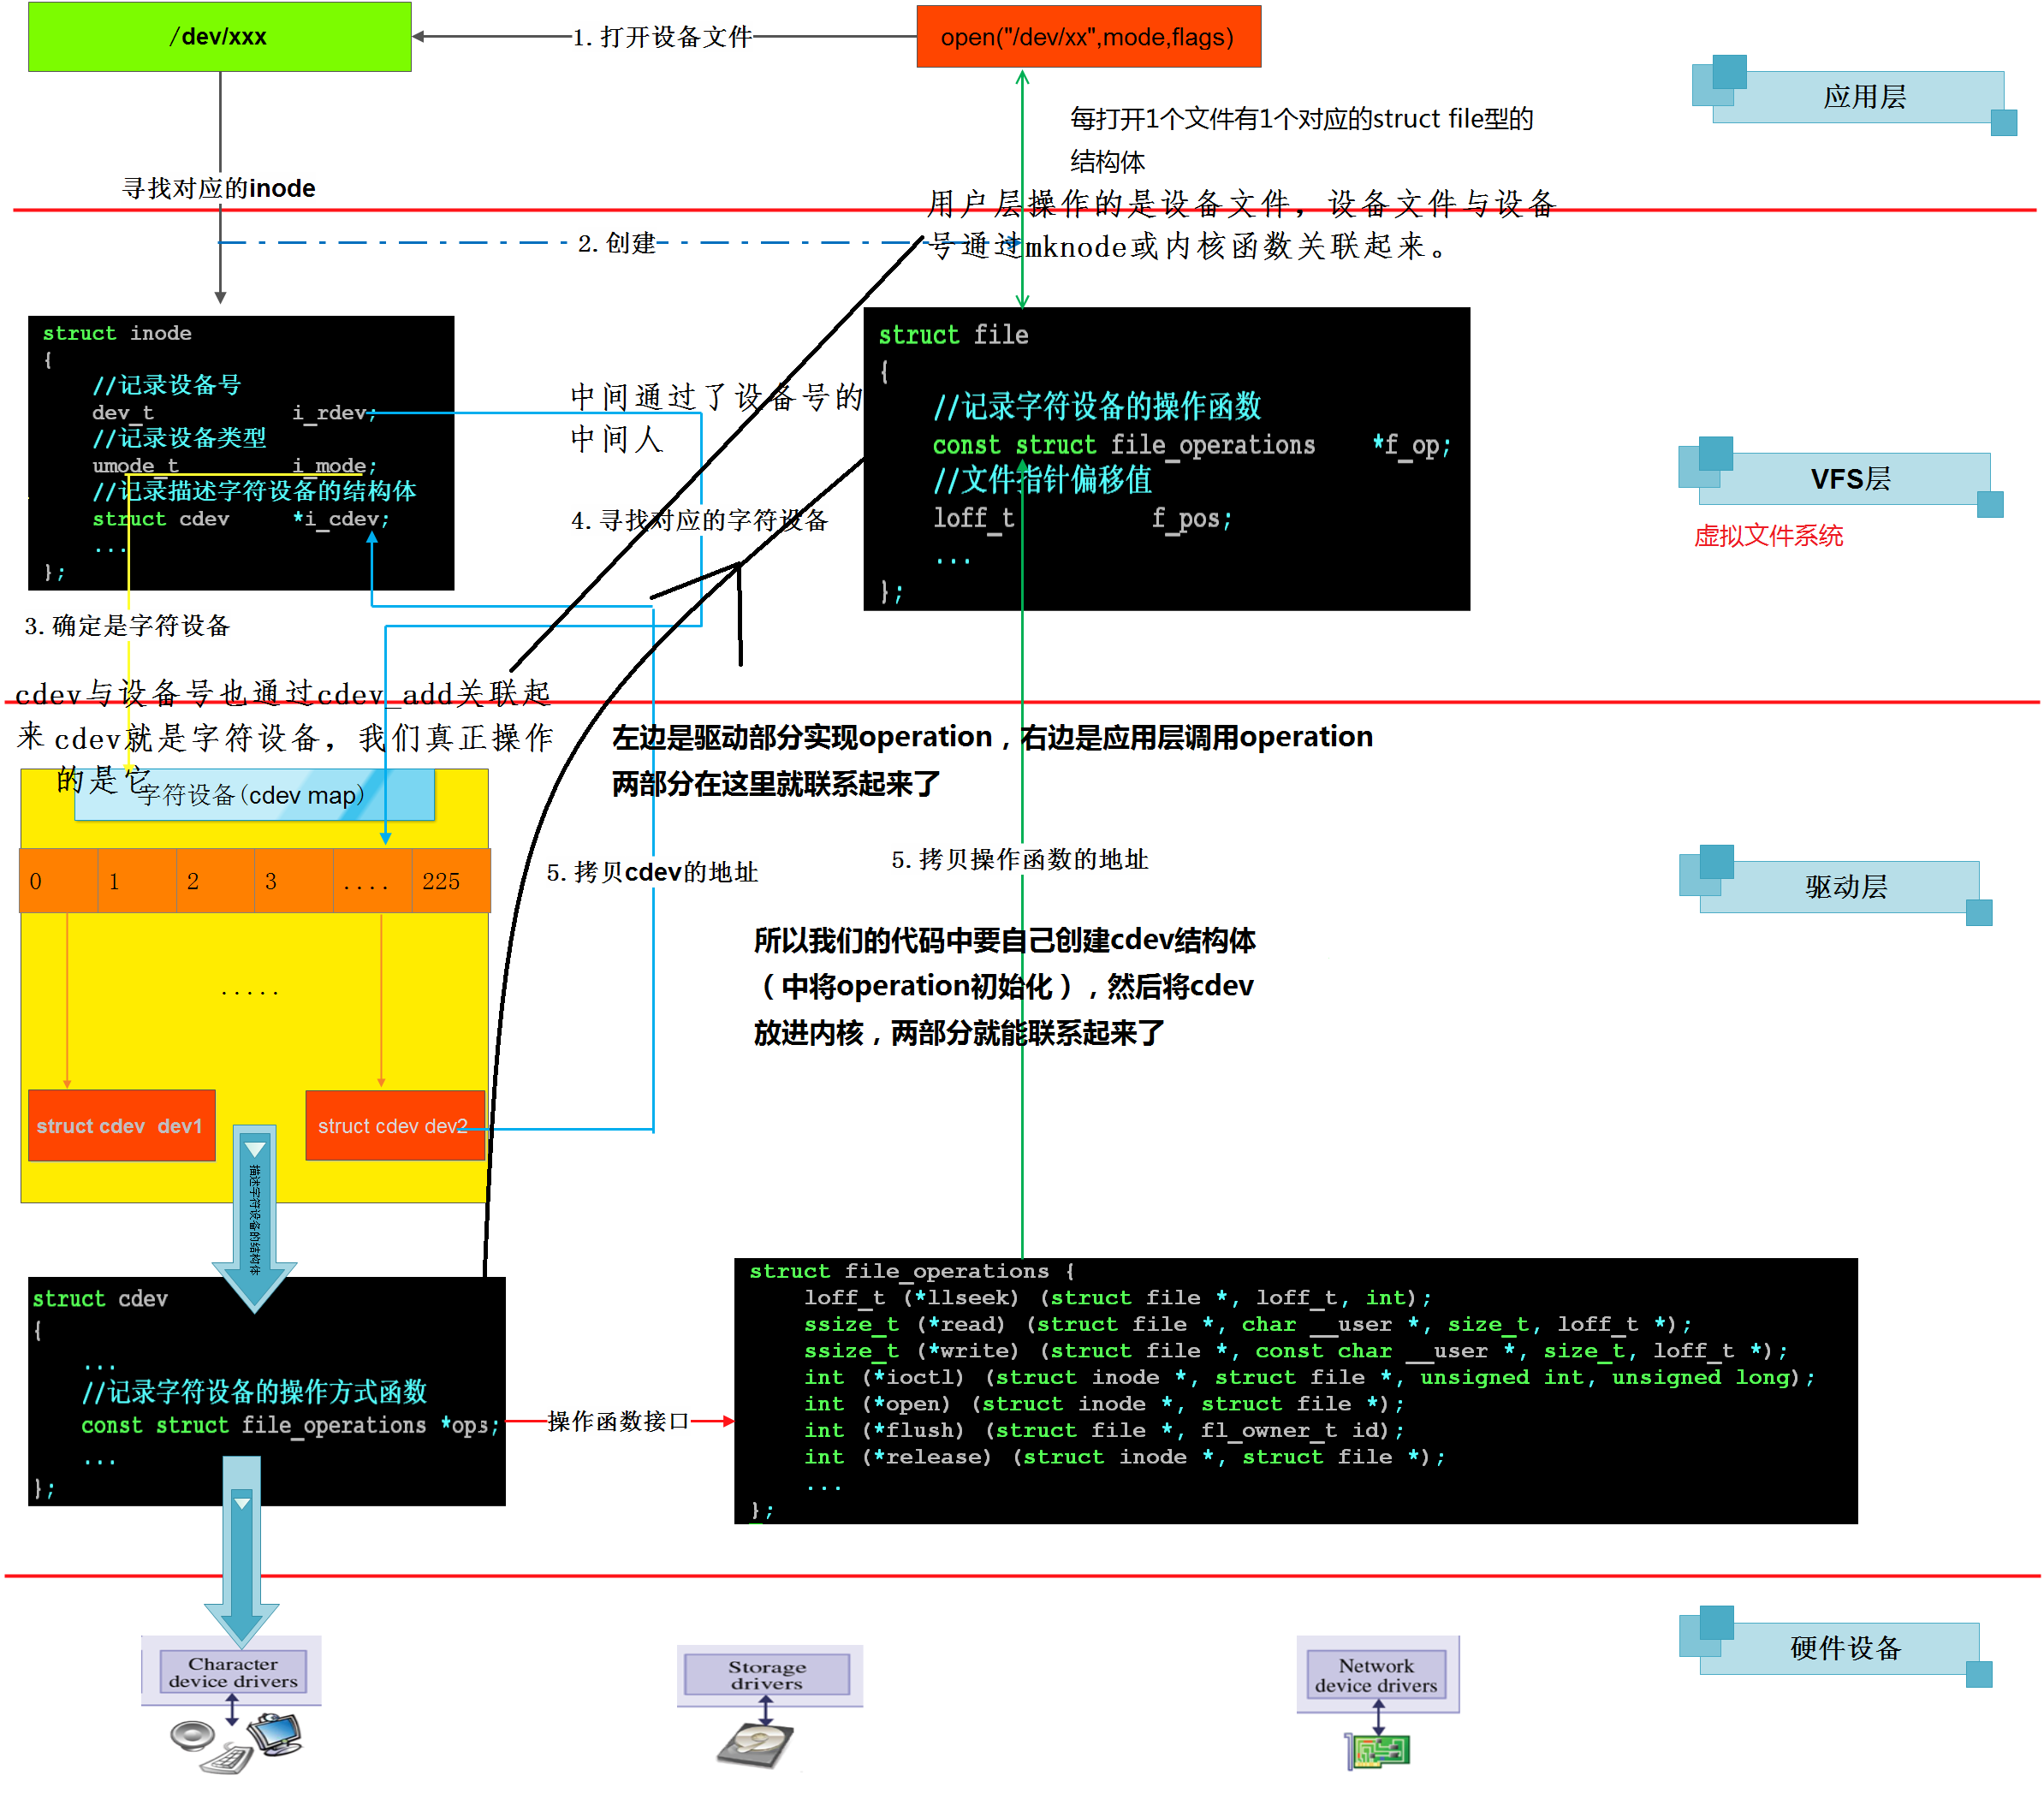 /dev/xxx
1.打开设备文件
open("/dev/xx",mode,flags)
应用层
每打开1个文件有1个对应的struct file型的
结构体
寻找对应的inode
用户层操作的是设备文件，设备文件与设备
号通过mknode或内核函数关联起来。
2.创建
struct inode
{
//记录设备号
dev_t i_rdev;
//记录设备类型
umode_t i_mode;
//记录描述字符设备的结构体
struct cdev *i_cdev;
...
};
中间通过了设备号的
中间人
4.寻找对应的字符设备
struct file
{
//记录字符设备的操作函数
const struct file_operations *f_op;
//文件指针偏移值
loff_t f_pos;
...
};
VFS层
虚拟文件系统
3.确定是字符设备
cdev与设备号也通过cdev_add关联起
来 cdev就是字符设备，我们真正操作
的是它
左边是驱动部分实现operation，右边是应用层调用operation
两部分在这里就联系起来了
字符设备(cdev map)
0 1 2 3 .... 225
5.拷贝cdev的地址
5.拷贝操作函数的地址
驱动层
所以我们的代码中要自己创建cdev结构体
（中将operation初始化），然后将cdev
放进内核，两部分就能联系起来了
.....
struct cdev dev1
struct cdev dev2
描述字符设备的结构体
struct cdev
{
...
//记录字符设备的操作方式函数
const struct file_operations *ops;
...
};
操作函数接口
struct file_operations {
loff_t (*llseek) (struct file *, loff_t, int);
ssize_t (*read) (struct file *, char __user *, size_t, loff_t *);
ssize_t (*write) (struct file *, const char __user *, size_t, loff_t *);
int (*ioctl) (struct inode *, struct file *, unsigned int, unsigned long);
int (*open) (struct inode *, struct file *);
int (*flush) (struct file *, fl_owner_t id);
int (*release) (struct inode *, struct file *);
...
};
硬件设备
Character
device drivers
Storage
drivers
Network
device drivers